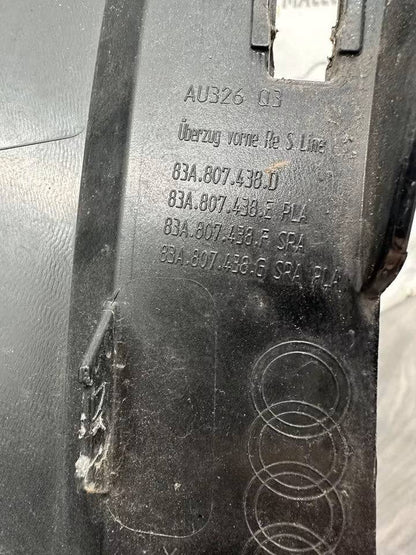 AU326 Q3
Überzug vorne Re S Line
83A.807.438.D
83A.807.438.E PLA
83A.807.438.F SRA
83A.807.438.G SRA PLA